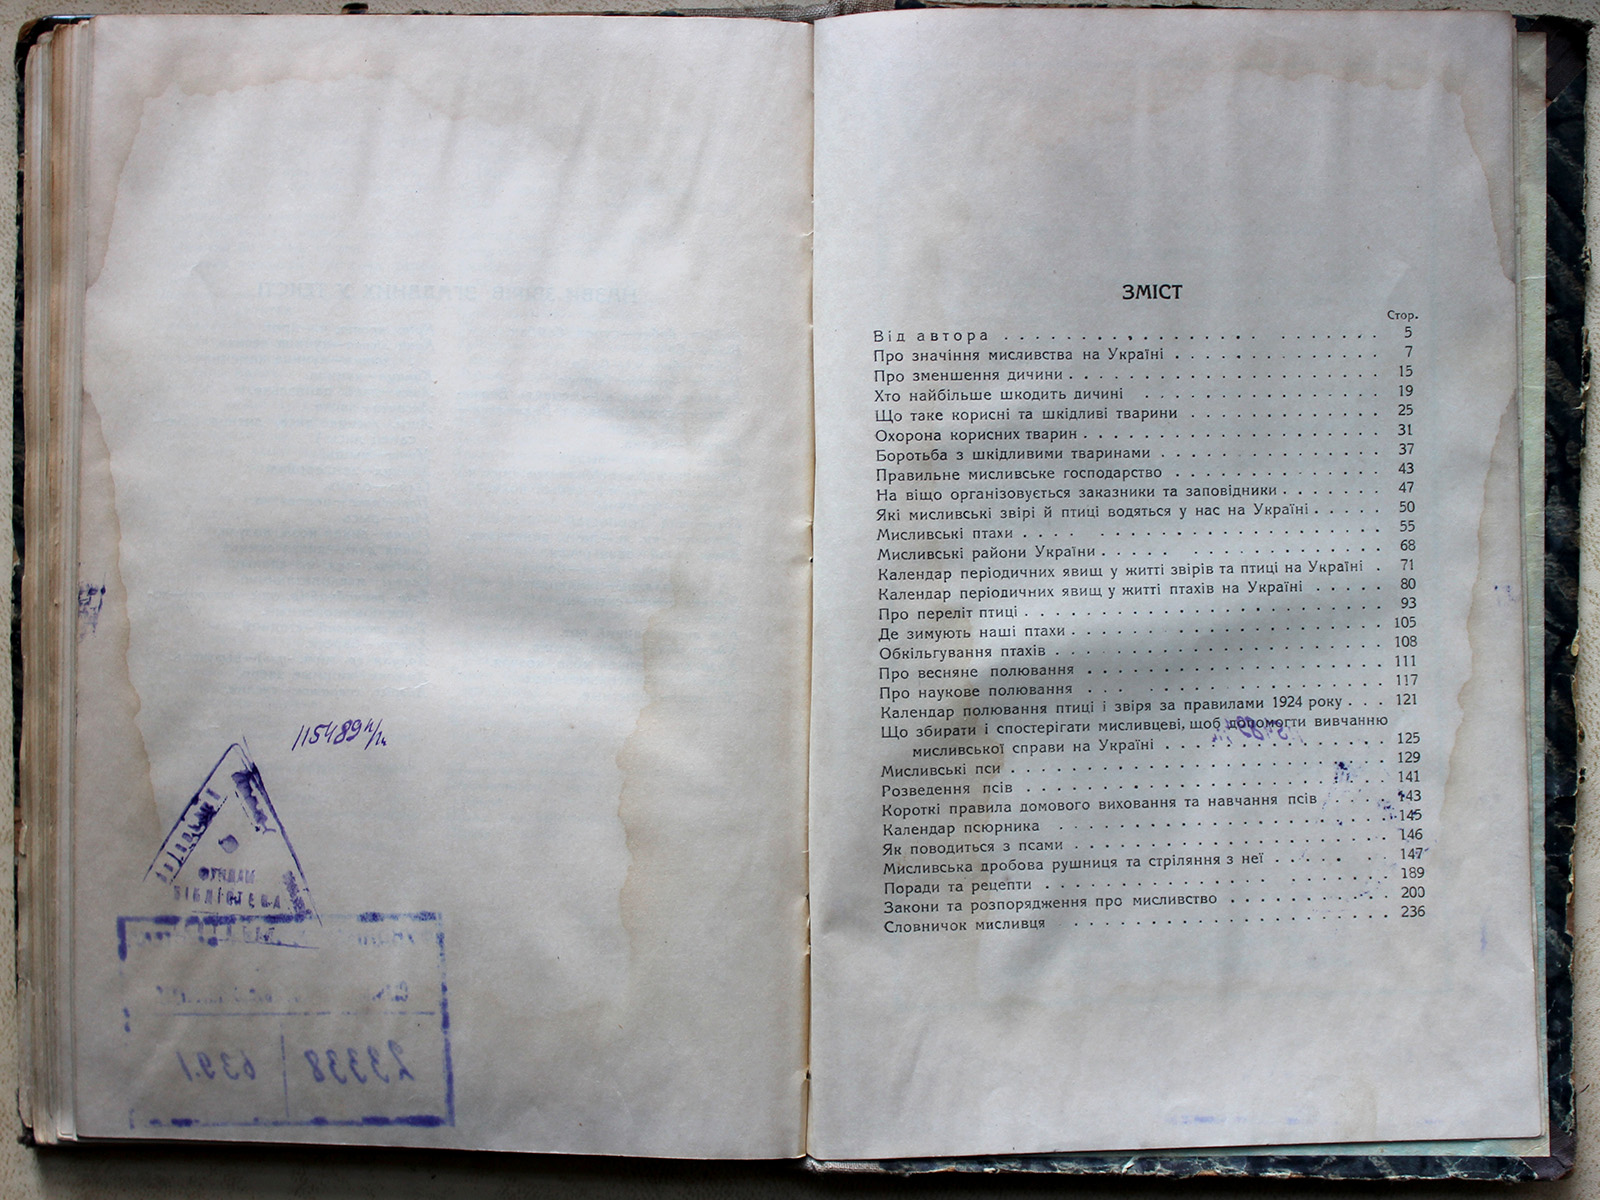 115489
ФУНДАМ
БІБЛІОТЕКА
23338
639.1
ЗМІСТ
Стор.
Від автора . . . . . . . . . . . . . . . . . . . . 5
Про значіння мисливства на Україні . . . . . . . . . . . . 7
Про зменшення дичини . . . . . . . . . . . . . . . . . . 15
Хто найбільше шкодить дичині . . . . . . . . . . . . . . 19
Що таке корисні та шкідливі тварини . . . . . . . . . . . 25
Охорона корисних тварин . . . . . . . . . . . . . . . . . 31
Боротьба з шкідливими тваринами . . . . . . . . . . . . . 37
Правильне мисливське господарство . . . . . . . . . . . . 43
На віщо організовується заказники та заповідники . . . . . . 47
Які мисливські звірі й птиці водяться у нас на Україні . . . . . 50
Мисливські птахи . . . . . . . . . . . . . . . . . . . . 55
Мисливські райони України . . . . . . . . . . . . . . . . 68
Календар періодичних явищ у житті звірів та птиці на Україні . 71
Календар періодичних явищ у житті птахів на Україні . . . . . 80
Про переліт птиці . . . . . . . . . . . . . . . . . . . . 93
Де зимують наші птахи . . . . . . . . . . . . . . . . . . 105
Обкільгування птахів . . . . . . . . . . . . . . . . . . . 108
Про весняне полювання . . . . . . . . . . . . . . . . . . 111
Про наукове полювання . . . . . . . . . . . . . . . . . . 117
Календар полювання птиці і звіря за правилами 1924 року . . . 121
Що збирати і спостерігати мисливцеві, щоб допомогти вивчанню
мисливської справи на Україні . . . . . . . . . . . . . 125
Мисливські пси . . . . . . . . . . . . . . . . . . . . . 129
Розведення псів . . . . . . . . . . . . . . . . . . . . . 141
Короткі правила домового виховання та навчання псів . . . . 143
Календар псюрника . . . . . . . . . . . . . . . . . . . . 145
Як поводиться з псами . . . . . . . . . . . . . . . . . . 146
Мисливська дробова рушниця та стріляння з неї . . . . . . . 147
Поради та рецепти . . . . . . . . . . . . . . . . . . . . 189
Закони та розпорядження про мисливство . . . . . . . . . . 200
Словничок мисливця . . . . . . . . . . . . . . . . . . . 236